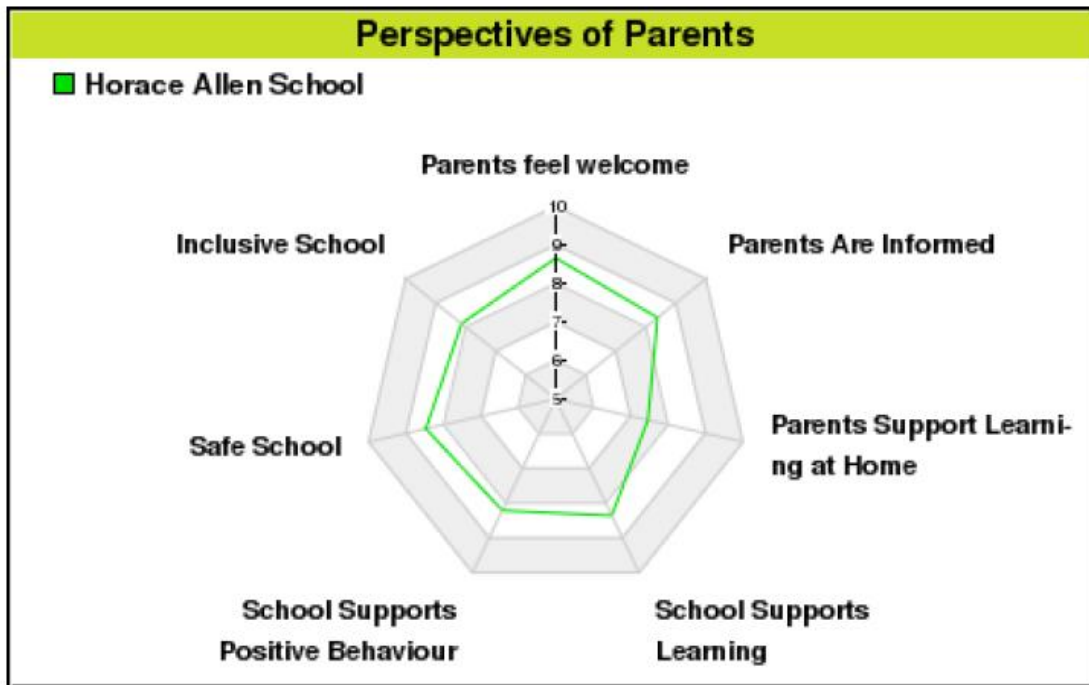 Perspectives of Parents
Horace Allen School
Parents feel welcome
Inclusive School
Parents Are Informed
10
9-
8-
7-
6-
5-
Safe School
Parents Support Learni-
ng at Home
School Supports
Positive Behaviour
School Supports
Learning